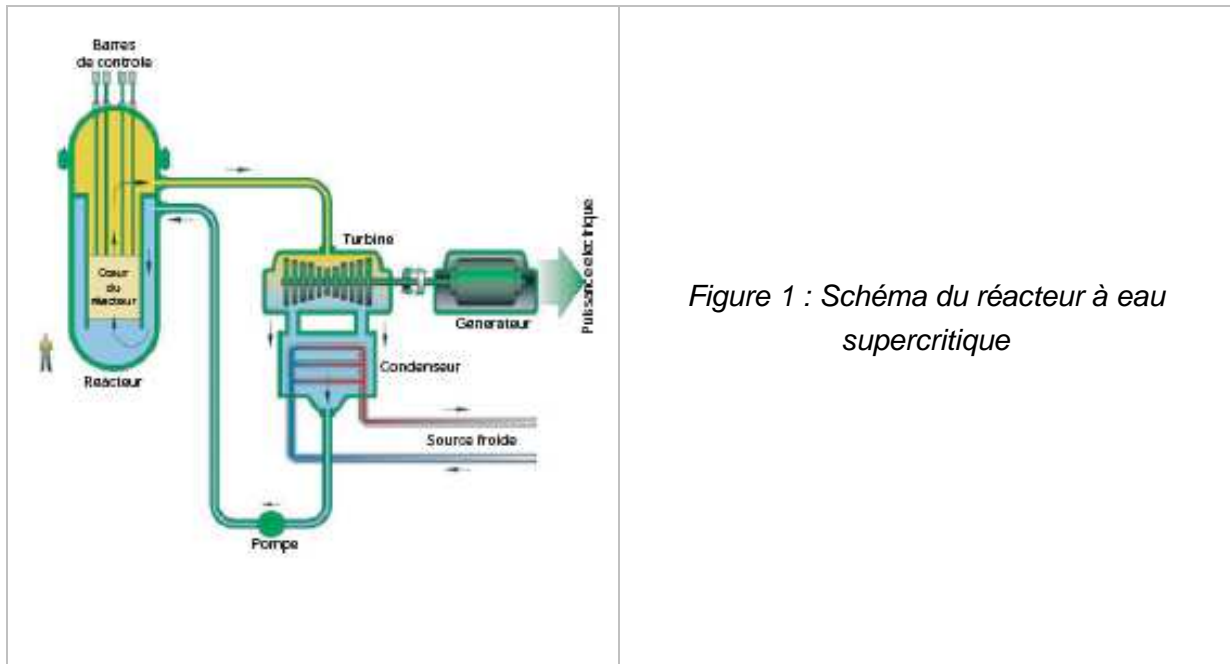 Barres
de controle
Turbine
Cœur
du
réacteur
Générateur
Puissance electrique
Condenseur
Réacteur
Source froide
Pompe
Figure 1 : Schéma du réacteur à eau
supercritique